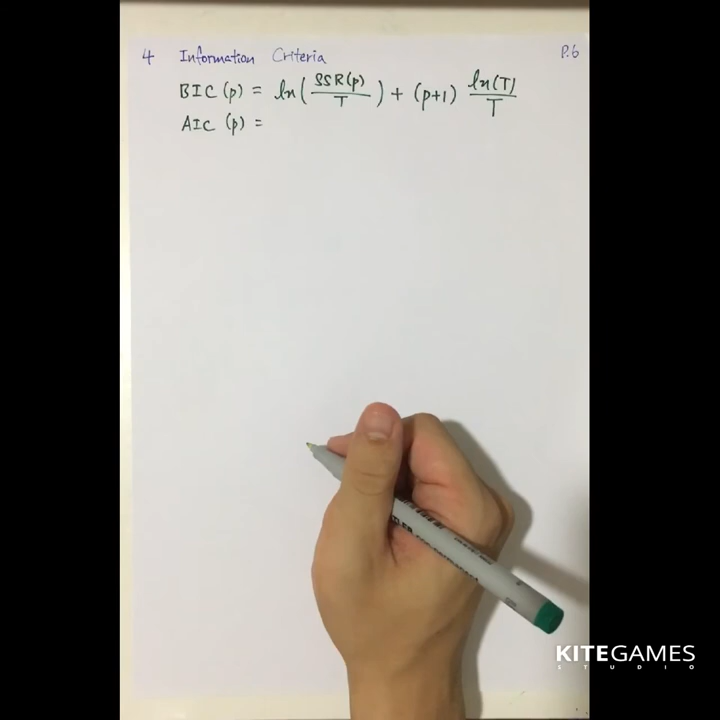 4 Information Criteria P.6
BIC (p) = ln(SSR(p)/T) + (p+1) ln(T)/T
AIC (p) =
KITEGAMES
STUDIO